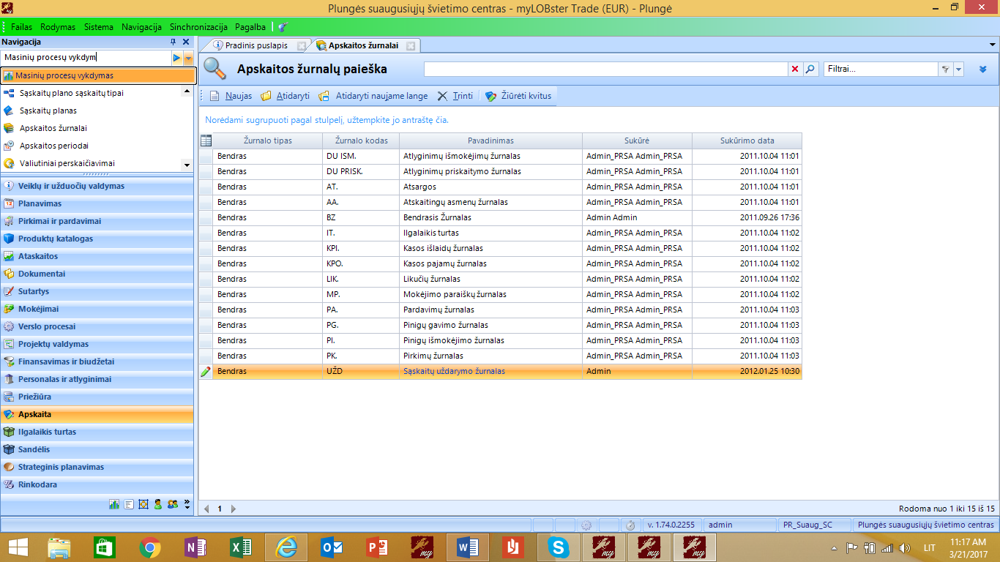 Plungės suaugusiųjų švietimo centras - myLOBster Trade (EUR) - Plungė
Failas Rodymas Sistema Navigacija Sinchronizacija Pagalba
Navigacija
Masinių procesų vykdym
Masinių procesų vykdymas
Sąskaitų plano sąskaitų tipai
Sąskaitų planas
Apskaitos žurnalai
Apskaitos periodai
Valiutiniai perskaičiavimai
Veiklų ir užduočių valdymas
Planavimas
Pirkimai ir pardavimai
Produktų katalogas
Ataskaitos
Dokumentai
Sutartys
Mokėjimai
Verslo procesai
Projektų valdymas
Finansavimas ir biudžetai
Personalas ir atlyginimai
Priežiūra
Apskaita
Ilgalaikis turtas
Sandėlis
Strateginis planavimas
Rinkodara
Pradinis puslapis Apskaitos žurnalai
Apskaitos žurnalų paieška Filtrai...
Naujas Atidaryti Atidaryti naujame lange Trinti Žiūrėti kvitus
Norėdami sugrupuoti pagal stulpelį, užtempkite jo antraštę čia.
Žurnalo tipas Žurnalo kodas Pavadinimas Sukūrė Sukūrimo data
Bendras DU ISM. Atlyginimų išmokėjimų žurnalas Admin_PRSA Admin_PRSA 2011.10.04 11:01
Bendras DU PRISK. Atlyginimų priskaitymo žurnalas Admin_PRSA Admin_PRSA 2011.10.04 11:01
Bendras AT. Atsargos Admin_PRSA Admin_PRSA 2011.10.04 11:01
Bendras AA. Atskaitingų asmenų žurnalas Admin_PRSA Admin_PRSA 2011.10.04 11:01
Bendras BZ Bendrasis Žurnalas Admin Admin 2011.09.26 17:36
Bendras IT. Ilgalaikis turtas Admin_PRSA Admin_PRSA 2011.10.04 11:02
Bendras KPI. Kasos išlaidų žurnalas Admin_PRSA Admin_PRSA 2011.10.04 11:02
Bendras KPO. Kasos pajamų žurnalas Admin_PRSA Admin_PRSA 2011.10.04 11:02
Bendras LIK. Likučių žurnalas Admin_PRSA Admin_PRSA 2011.10.04 11:02
Bendras MP. Mokėjimo paraiškų žurnalas Admin_PRSA Admin_PRSA 2011.10.04 11:02
Bendras PA. Pardavimų žurnalas Admin_PRSA Admin_PRSA 2011.10.04 11:03
Bendras PG. Pinigų gavimo žurnalas Admin_PRSA Admin_PRSA 2011.10.04 11:03
Bendras PI. Pinigų išmokėjimo žurnalas Admin_PRSA Admin_PRSA 2011.10.04 11:03
Bendras PK. Pirkimų žurnalas Admin_PRSA Admin_PRSA 2011.10.04 11:03
Bendras UŽD Sąskaitų uždarymo žurnalas Admin 2012.01.25 10:30
1 Rodoma nuo 1 iki 15 iš 15
v. 1.74.0.2255 admin PR_Suaug_SC Plungės suaugusiųjų švietimo centras
LIT 11:17 AM
3/21/2017